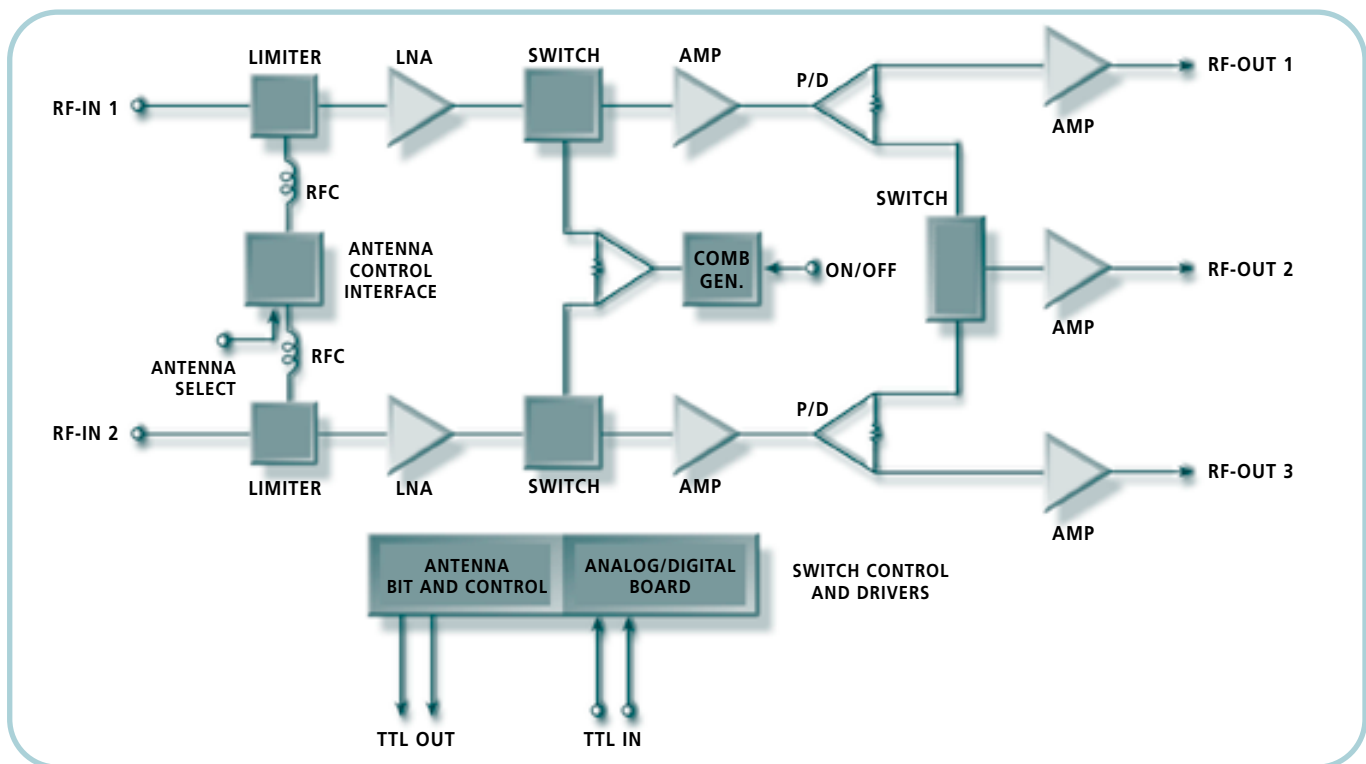 LIMITER
LNA
SWITCH
AMP
P/D
RF-OUT 1
RF-IN 1
AMP
RFC
SWITCH
ANTENNA
CONTROL
INTERFACE
COMB
GEN.
ON/OFF
RF-OUT 2
AMP
ANTENNA
SELECT
RFC
P/D
RF-IN 2
LIMITER
LNA
SWITCH
AMP
RF-OUT 3
AMP
ANTENNA
BIT AND CONTROL
ANALOG/DIGITAL
BOARD
SWITCH CONTROL
AND DRIVERS
TTL OUT
TTL IN